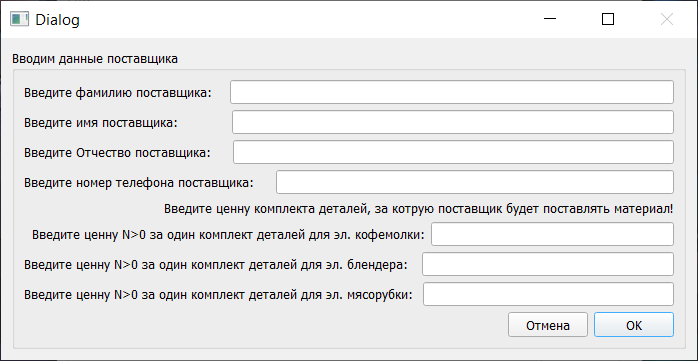 Dialog
Вводим данные поставщика
Введите фамилию поставщика:
Введите имя поставщика:
Введите Отчество поставщика:
Введите номер телефона поставщика:
Введите ценну комплекта деталей, за котрую поставщик будет поставлять материал!
Введите ценну N>0 за один комплект деталей для эл. кофемолки:
Введите ценну N>0 за один комплект деталей для эл. блендера:
Введите ценну N>0 за один комплект деталей для эл. мясорубки:
Отмена OK